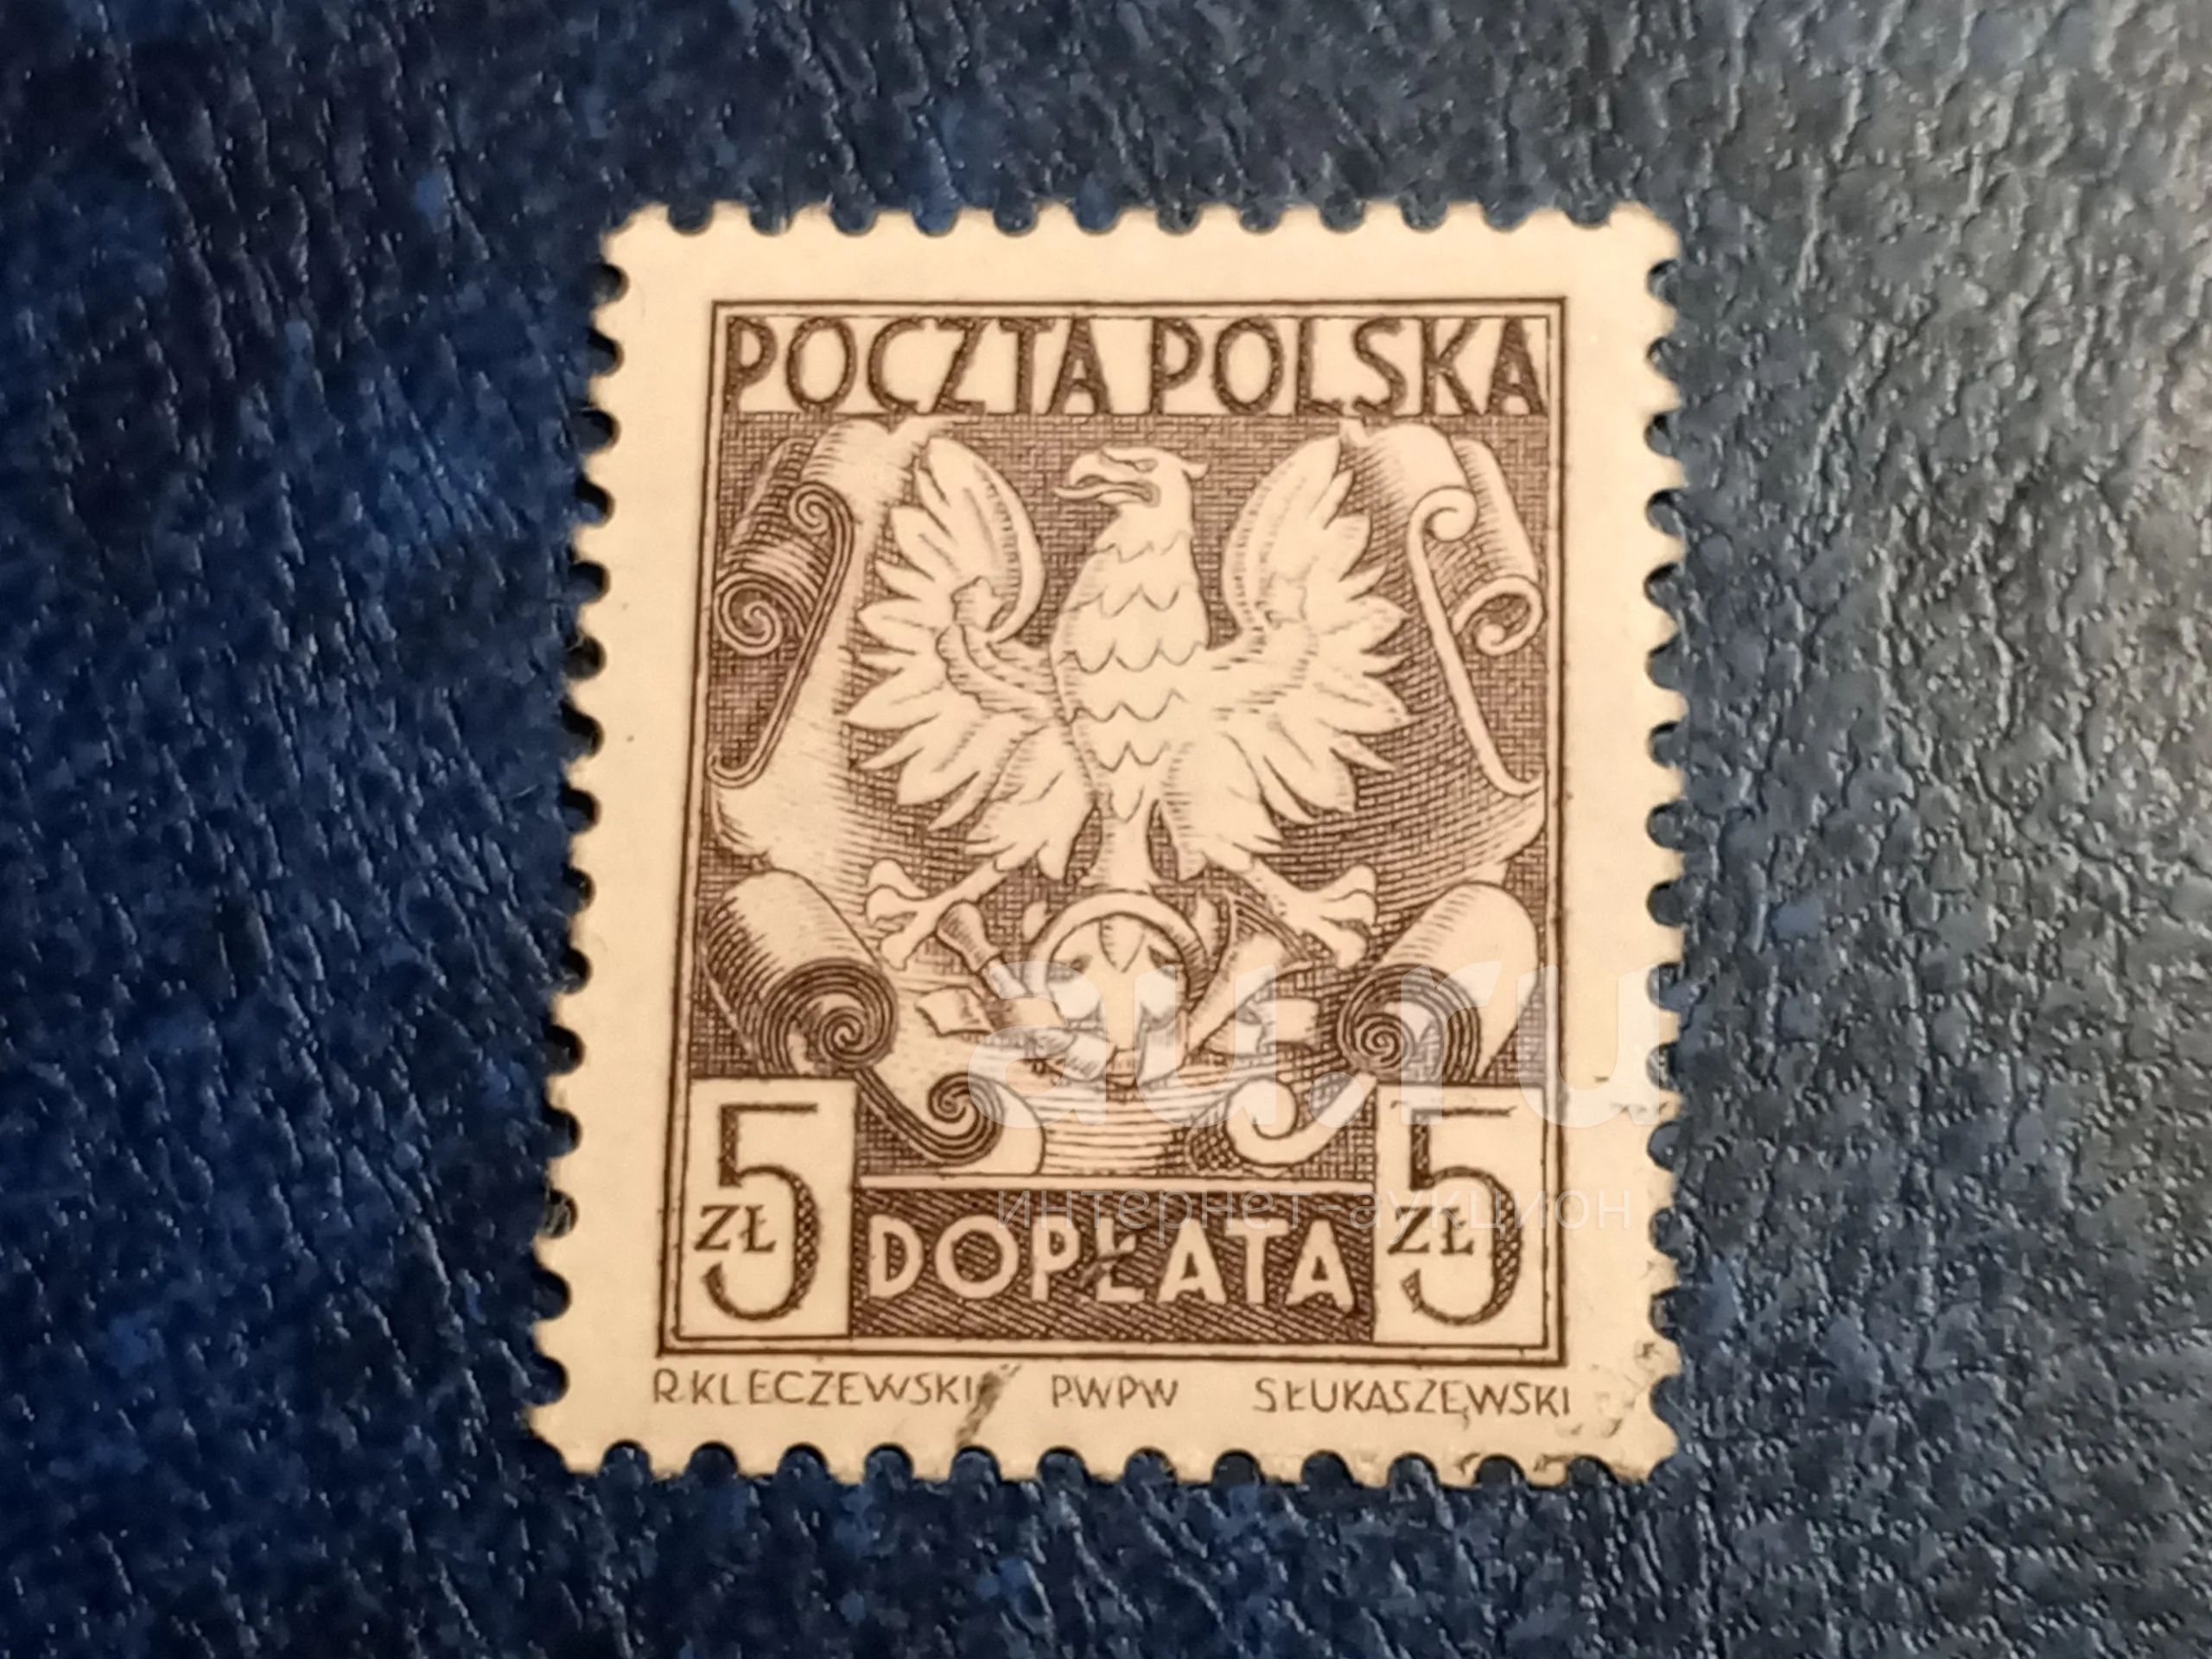 POCZTA POLSKA
5 ZŁ DOPŁATA 5 ZŁ
R.KLECZEWSKI PWPW S.ŁUKASZEWSKI
au.ru
интернет-аукцион